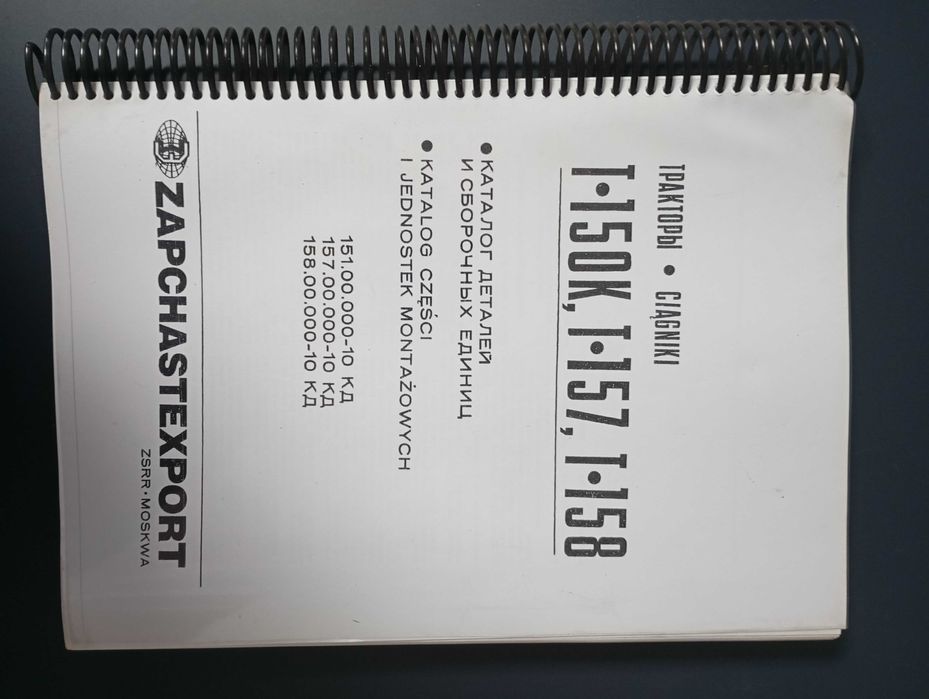 ТРАКТОРЫ • CIĄGNIKI
Т•150К, Т•157, Т•158
• КАТАЛОГ ДЕТАЛЕЙ
И СБОРОЧНЫХ ЕДИНИЦ
• KATALOG CZĘŚCI
I JEDNOSTEK MONTAŻOWYCH
151.00.000-10 КД
157.00.000-10 КД
158.00.000-10 КД
ZAPCHASTEXPORT
ZSRR • MOSKWA